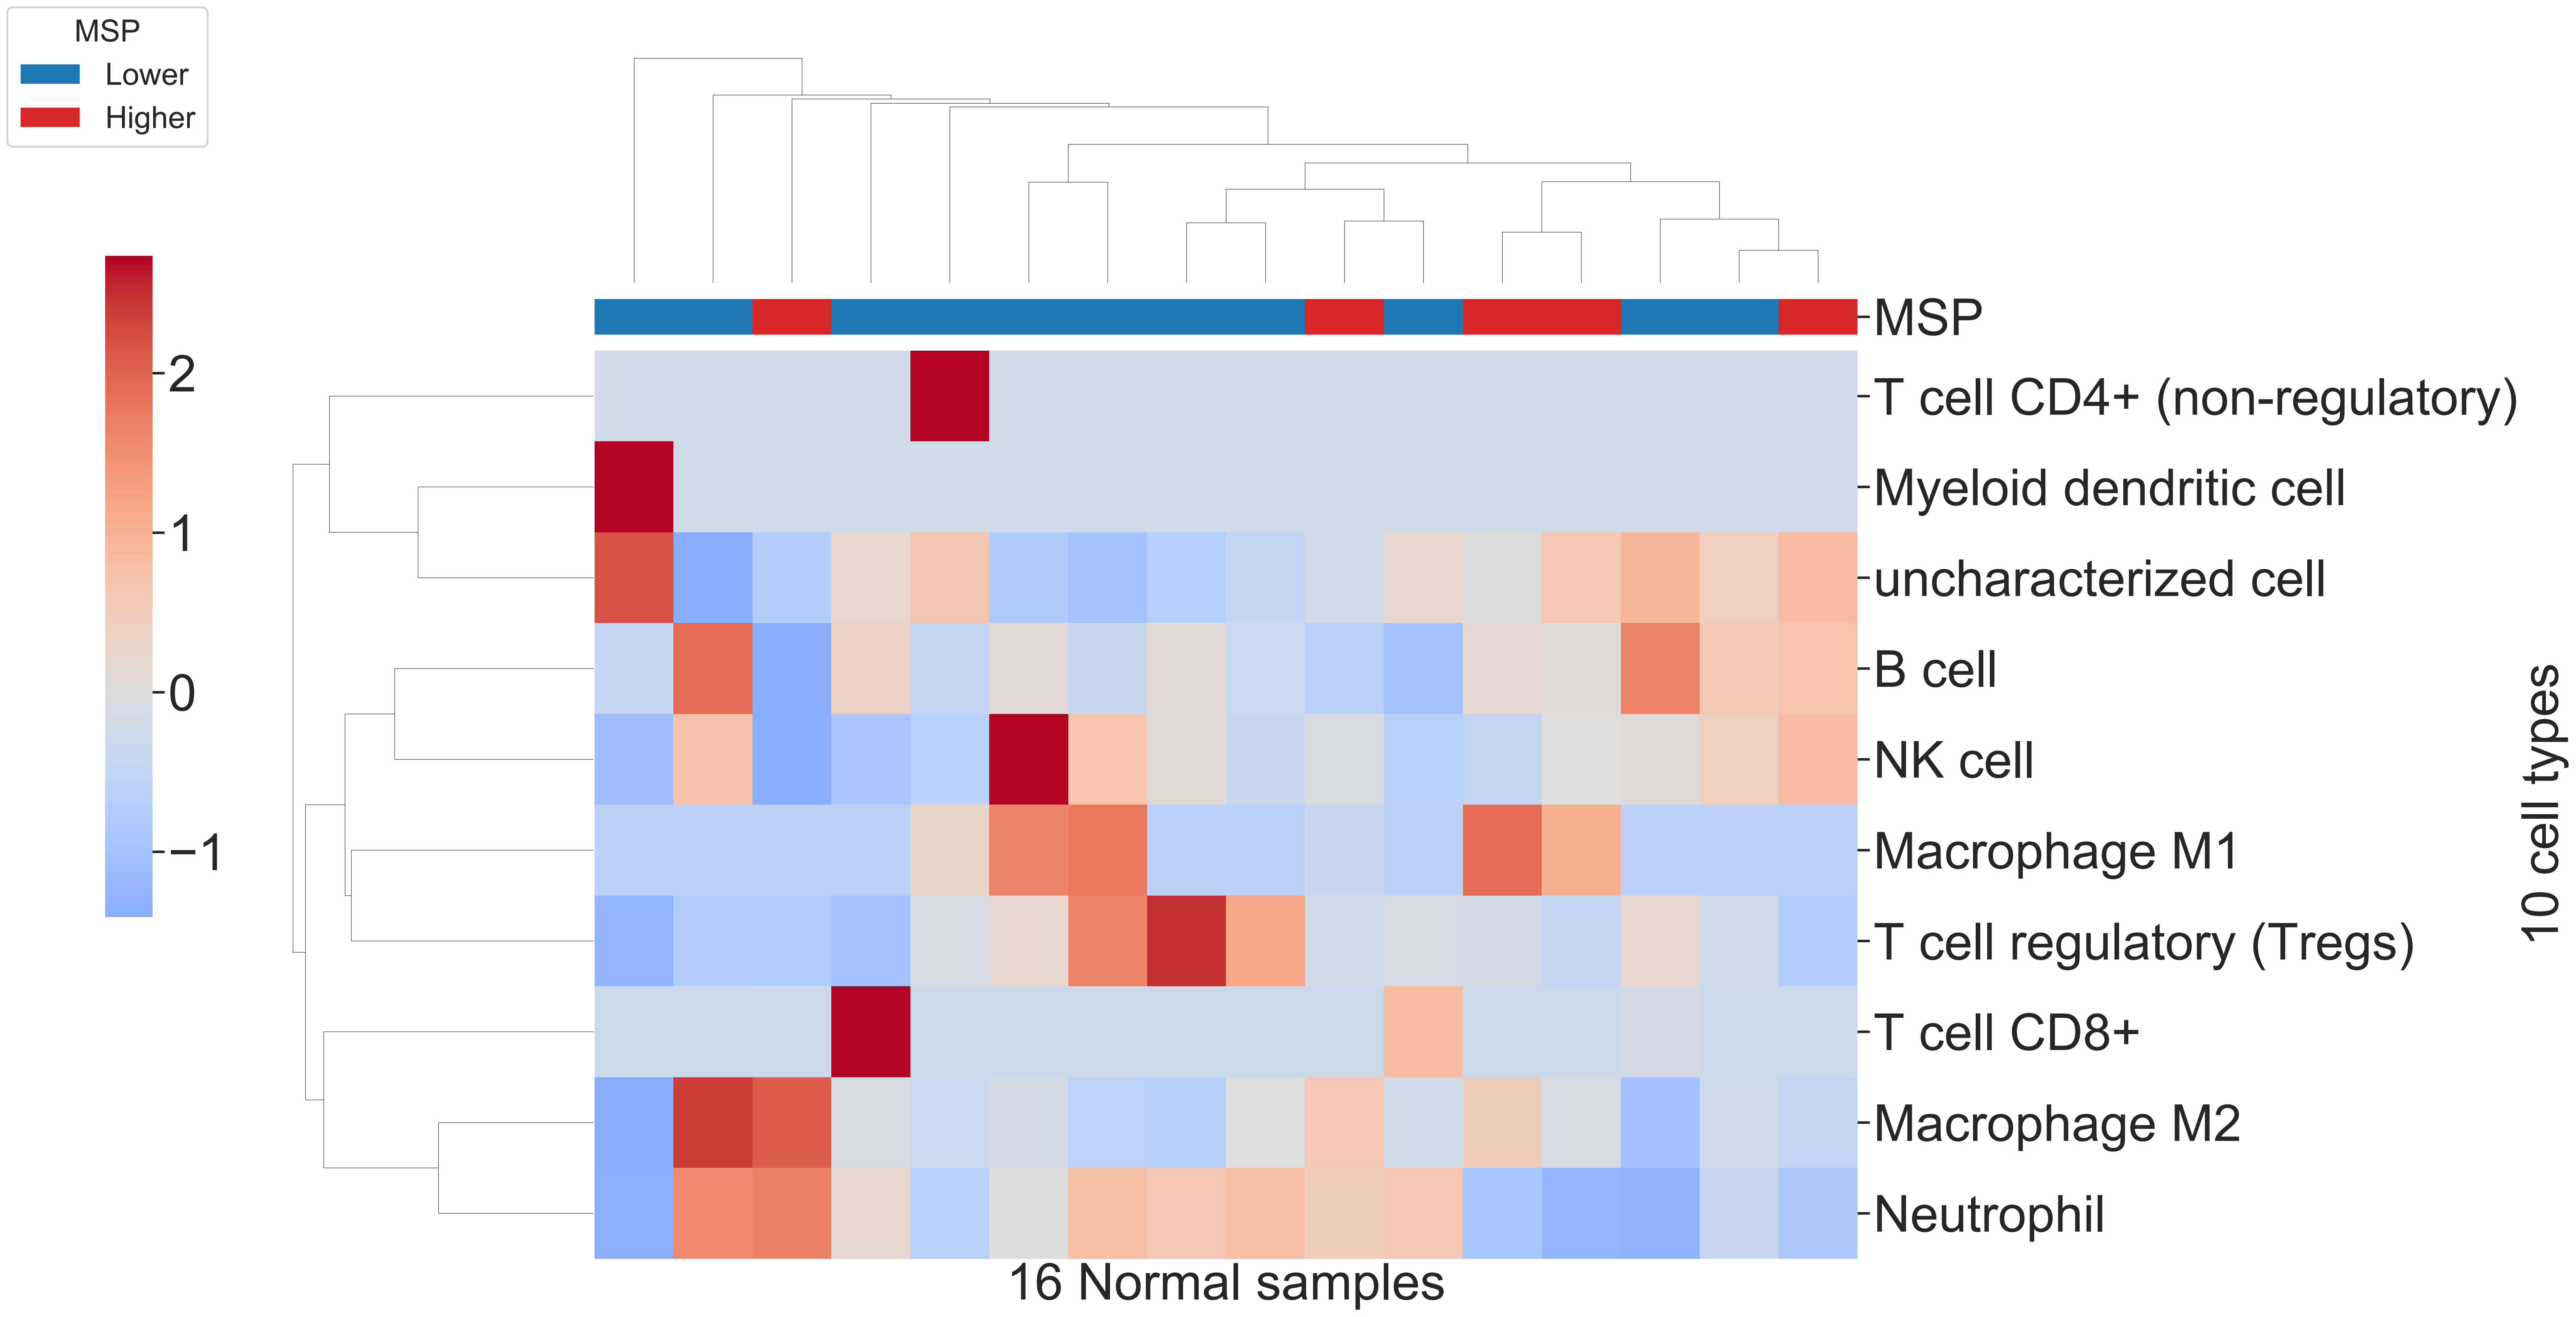 MSP
Lower
Higher
2
1
0
−1
MSP
T cell CD4+ (non-regulatory)
Myeloid dendritic cell
uncharacterized cell
B cell
NK cell
Macrophage M1
T cell regulatory (Tregs)
T cell CD8+
Macrophage M2
Neutrophil
10 cell types
16 Normal samples